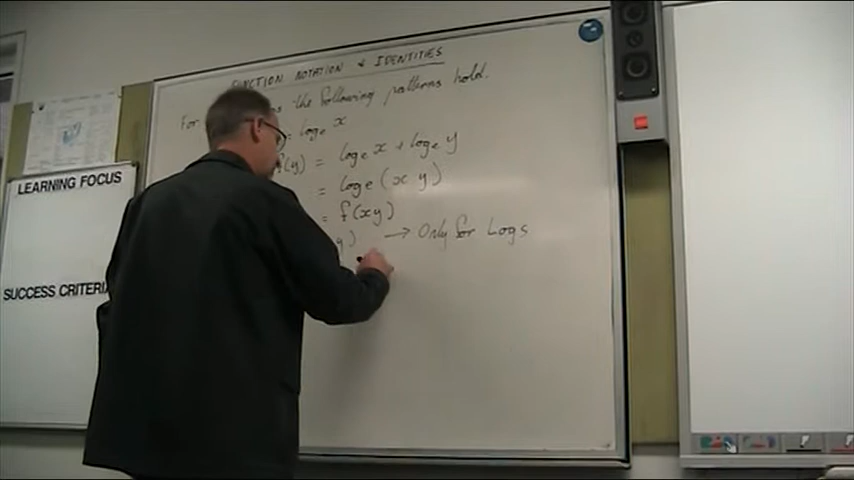 FUNCTION NOTATION & IDENTITIES
For the following patterns hold.
= logₑ x
f(y) = logₑ x + logₑ y
= logₑ (x y)
= f(xy)
y) → Only for Logs
LEARNING FOCUS
SUCCESS CRITERIA